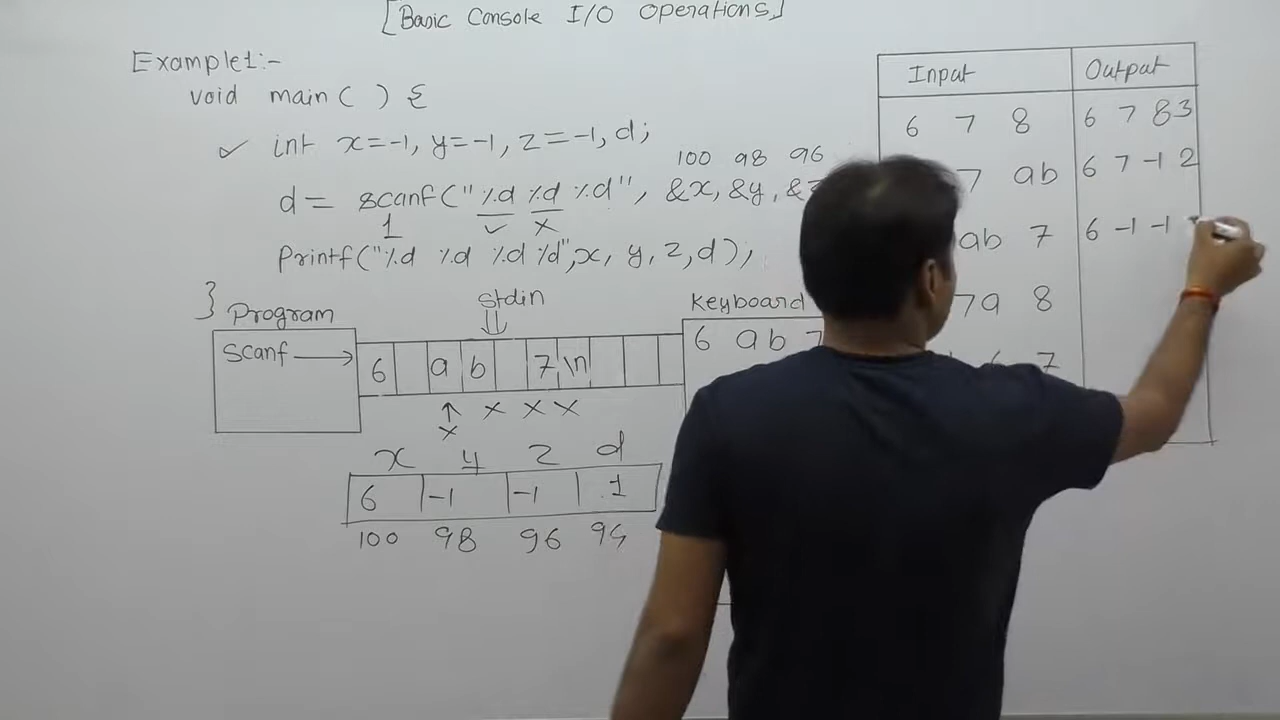 [Basic Console I/O Operations]
Example1:-
void main( ) {
✓ int x=-1, y=-1, z=-1, d;
100 98 96
d = scanf("%d %d %d", &x, &y, &z
1 ✓ x
Printf("%d %d %d %d",x, y, z, d);
}
Program
scanf →
stdin
6 a b 7 \n
↑ x x x
x
x y z d
6 -1 -1 1
100 98 96 94
Keyboard
6 ab 7
Input Output
6 7 8 6 7 8 3
7 ab 6 7 -1 2
ab 7 6 -1 -1
7a 8
6 7